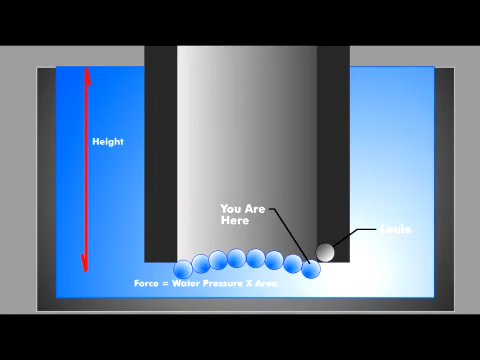 Height
You Are
Here
Louie
Force = Water Pressure X Area